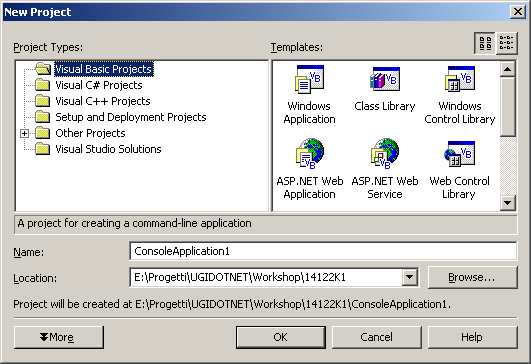 New Project
Project Types:
Templates:
Visual Basic Projects
Visual C# Projects
Visual C++ Projects
Setup and Deployment Projects
Other Projects
Visual Studio Solutions
Windows Application
Class Library
Windows Control Library
ASP.NET Web Application
ASP.NET Web Service
Web Control Library
A project for creating a command-line application
Name:
ConsoleApplication1
Location:
E:\Progetti\UGIDOTNET\Workshop\14122K1
Browse...
Project will be created at E:\Progetti\UGIDOTNET\Workshop\14122K1\ConsoleApplication1.
More
OK
Cancel
Help